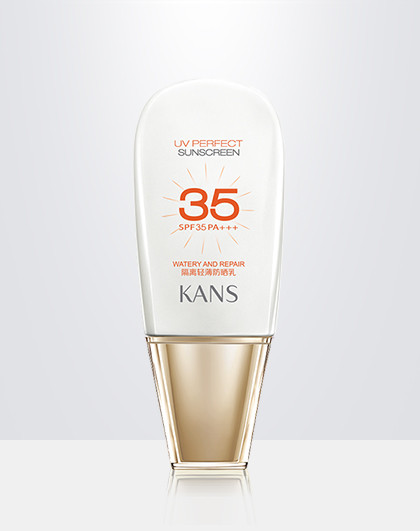 UV PERFECT
SUNSCREEN
35
SPF35 PA+++
WATERY AND REPAIR
隔离轻薄防晒乳
KANS